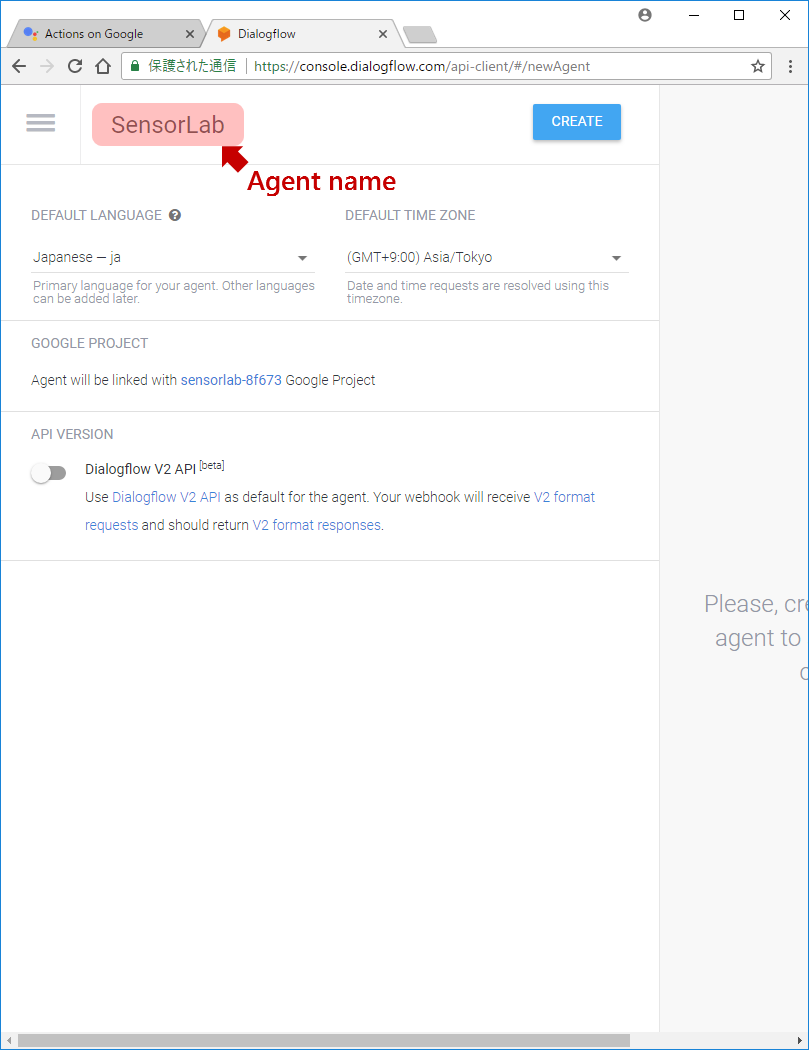 Actions on Google
Dialogflow
保護された通信
https://console.dialogflow.com/api-client/#/newAgent
SensorLab
CREATE
Agent name
DEFAULT LANGUAGE
DEFAULT TIME ZONE
Japanese — ja
(GMT+9:00) Asia/Tokyo
Primary language for your agent. Other languages
can be added later.
Date and time requests are resolved using this
timezone.
GOOGLE PROJECT
Agent will be linked with sensorlab-8f673 Google Project
API VERSION
Dialogflow V2 API [beta]
Use Dialogflow V2 API as default for the agent. Your webhook will receive V2 format
requests and should return V2 format responses.
Please, cre
agent to